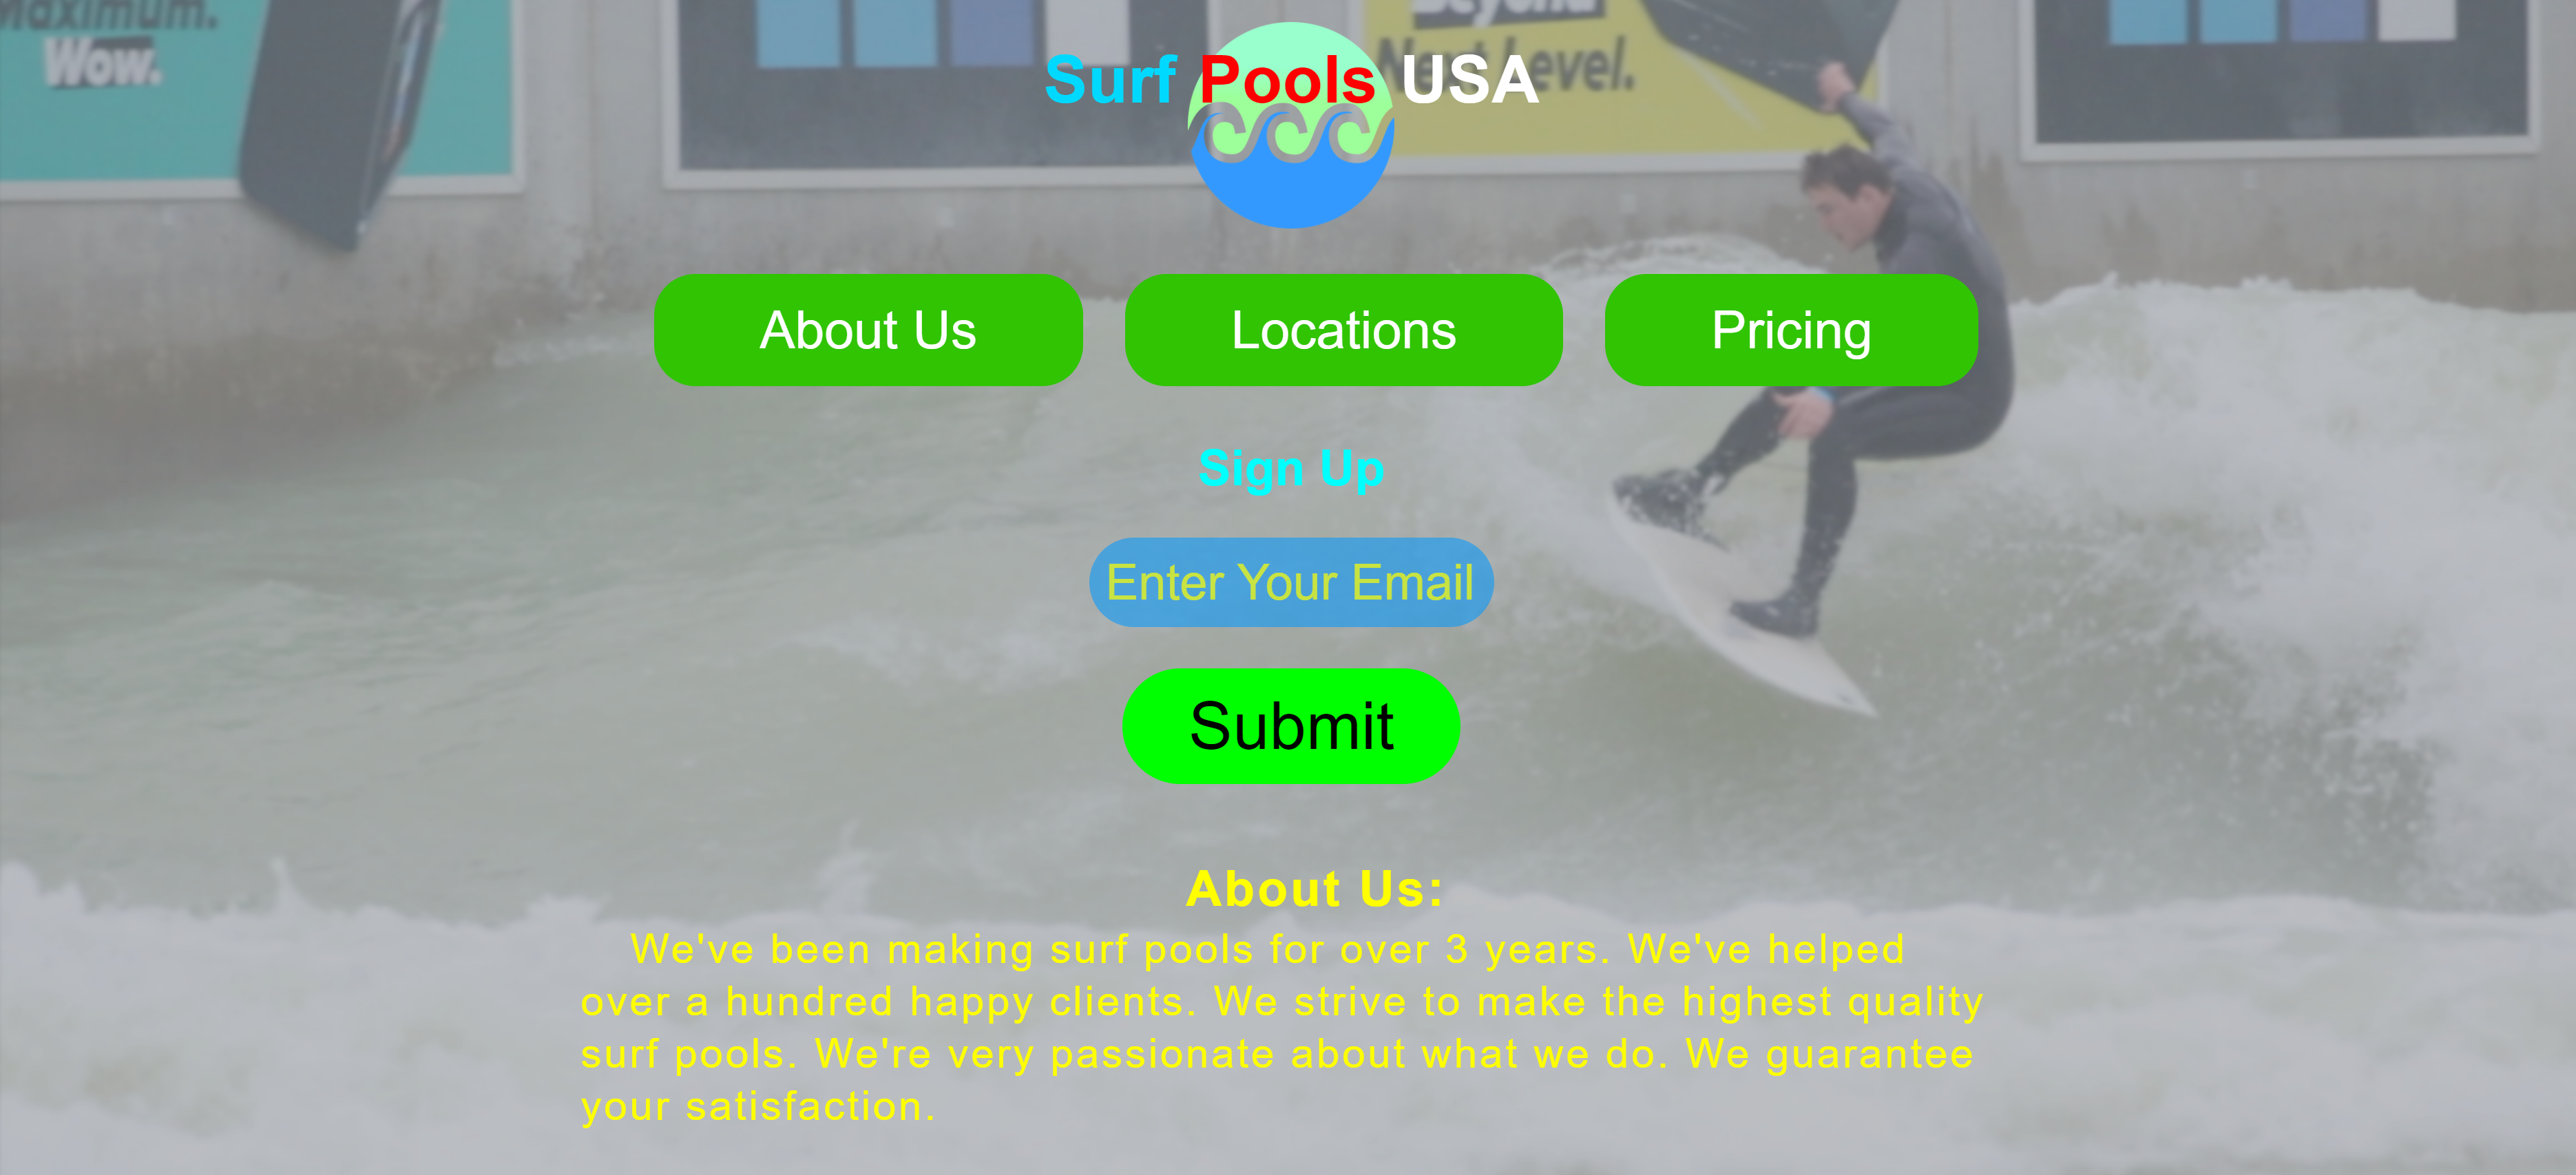 Maximum.
Wow.
Beyond
Next Level.
Surf Pools USA
About Us
Locations
Pricing
Sign Up
Enter Your Email
Submit
About Us:
We've been making surf pools for over 3 years. We've helped
over a hundred happy clients. We strive to make the highest quality
surf pools. We're very passionate about what we do. We guarantee
your satisfaction.